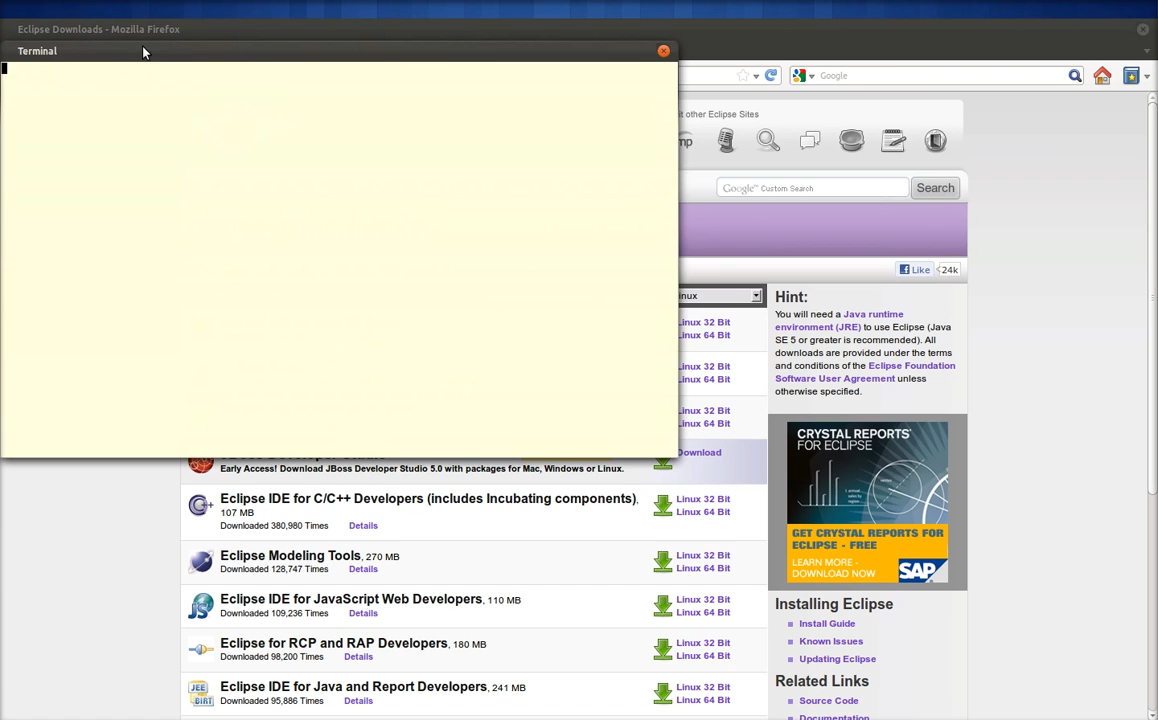 Eclipse Downloads - Mozilla Firefox
Terminal
Google
it other Eclipse Sites
mp
Google™ Custom Search
Search
Like
24k
inux
Hint:
Linux 32 Bit
Linux 64 Bit
You will need a Java runtime
environment (JRE) to use Eclipse (Java
SE 5 or greater is recommended). All
downloads are provided under the terms
and conditions of the Eclipse Foundation
Software User Agreement unless
otherwise specified.
Linux 32 Bit
Linux 64 Bit
Linux 32 Bit
Linux 64 Bit
CRYSTAL REPORTS®
FOR ECLIPSE
GET CRYSTAL REPORTS FOR
ECLIPSE - FREE
LEARN MORE -
DOWNLOAD NOW
SAP
JBoss Developer Studio
Early Access! Download JBoss Developer Studio 5.0 with packages for Mac, Windows or Linux.
Download
Eclipse IDE for C/C++ Developers (includes Incubating components),
107 MB
Downloaded 380,980 Times Details
Linux 32 Bit
Linux 64 Bit
Eclipse Modeling Tools, 270 MB
Downloaded 128,747 Times Details
Linux 32 Bit
Linux 64 Bit
JS
Eclipse IDE for JavaScript Web Developers, 110 MB
Downloaded 109,236 Times Details
Linux 32 Bit
Linux 64 Bit
Eclipse for RCP and RAP Developers, 180 MB
Downloaded 98,200 Times Details
Linux 32 Bit
Linux 64 Bit
JEE
BIRT
Eclipse IDE for Java and Report Developers, 241 MB
Downloaded 95,886 Times Details
Linux 32 Bit
Linux 64 Bit
Installing Eclipse
Install Guide
Known Issues
Updating Eclipse
Related Links
Source Code
Documentation